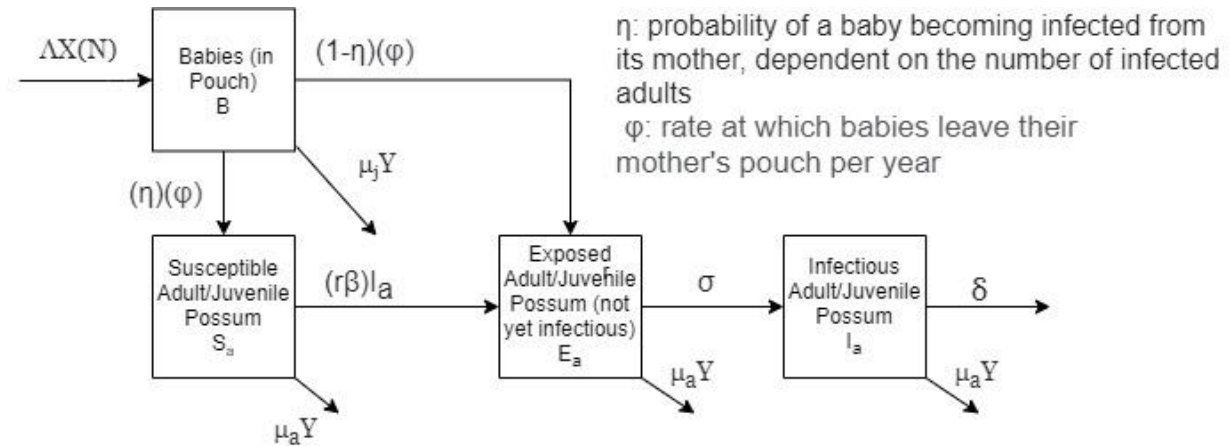 ΛX(N)
Babies (in
Pouch)
B
(1-η)(φ)
η: probability of a baby becoming infected from
its mother, dependent on the number of infected
adults
φ: rate at which babies leave their
mother's pouch per year
μjY
(η)(φ)
Susceptible
Adult/Juvenile
Possum
Sa
(rβ)Ia
Exposed
Adult/Juvehile
Possum (not
yet infectious)
Ea
σ
Infectious
Adult/Juvenile
Possum
Ia
δ
μaY
μaY
μaY